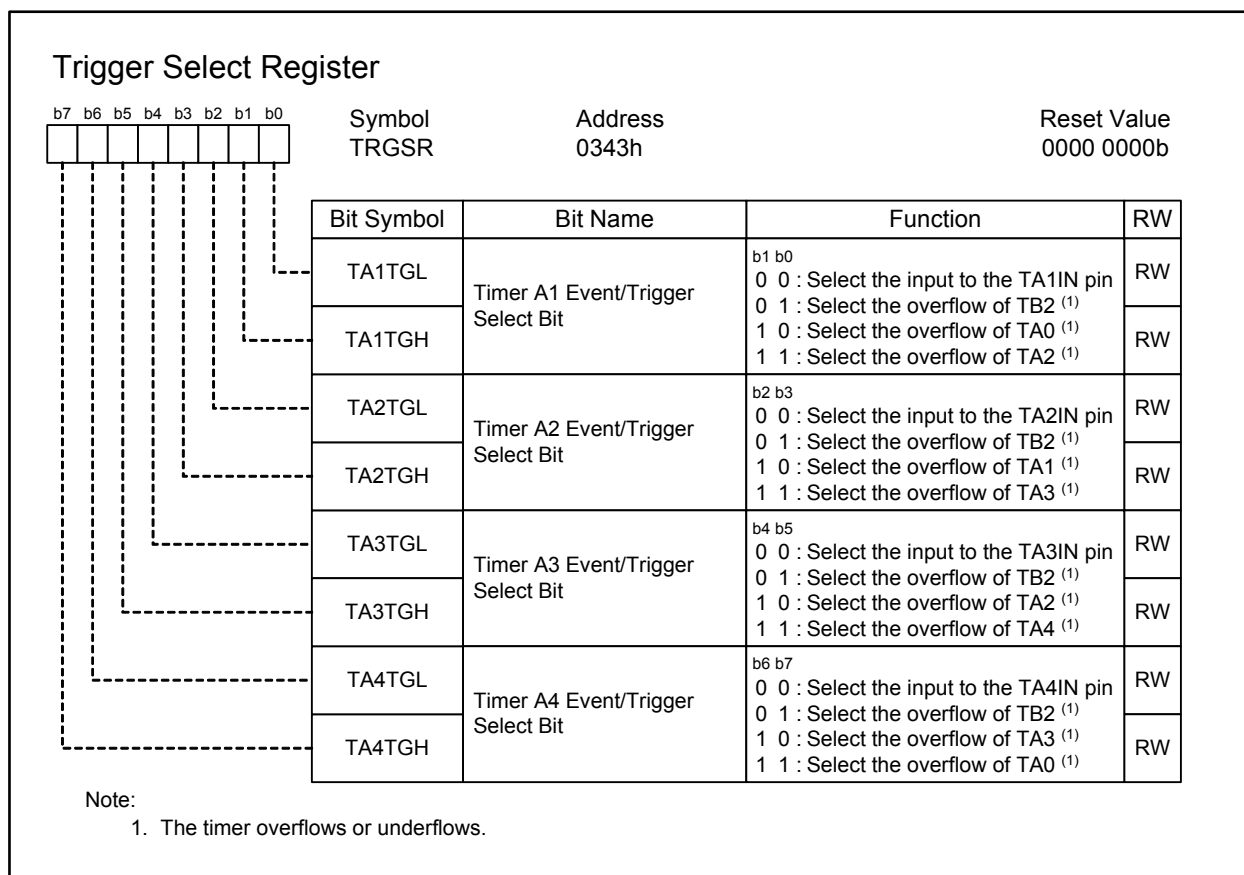 Trigger Select Register
b7 b6 b5 b4 b3 b2 b1 b0
Symbol Address Reset Value
TRGSR 0343h 0000 0000b
Bit Symbol Bit Name Function RW
TA1TGL
TA1TGH
Timer A1 Event/Trigger
Select Bit
b1 b0
0 0 : Select the input to the TA1IN pin
0 1 : Select the overflow of TB2 (1)
1 0 : Select the overflow of TA0 (1)
1 1 : Select the overflow of TA2 (1)
RW
RW
TA2TGL
TA2TGH
Timer A2 Event/Trigger
Select Bit
b2 b3
0 0 : Select the input to the TA2IN pin
0 1 : Select the overflow of TB2 (1)
1 0 : Select the overflow of TA1 (1)
1 1 : Select the overflow of TA3 (1)
RW
RW
TA3TGL
TA3TGH
Timer A3 Event/Trigger
Select Bit
b4 b5
0 0 : Select the input to the TA3IN pin
0 1 : Select the overflow of TB2 (1)
1 0 : Select the overflow of TA2 (1)
1 1 : Select the overflow of TA4 (1)
RW
RW
TA4TGL
TA4TGH
Timer A4 Event/Trigger
Select Bit
b6 b7
0 0 : Select the input to the TA4IN pin
0 1 : Select the overflow of TB2 (1)
1 0 : Select the overflow of TA3 (1)
1 1 : Select the overflow of TA0 (1)
RW
RW
Note:
1. The timer overflows or underflows.